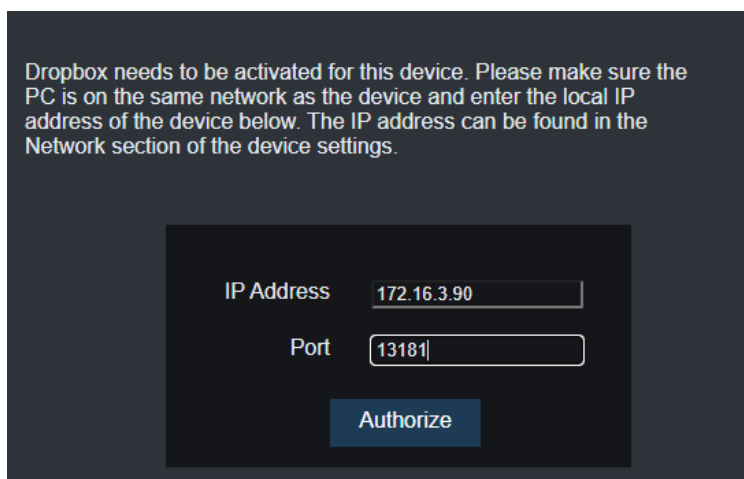 Dropbox needs to be activated for this device. Please make sure the
PC is on the same network as the device and enter the local IP
address of the device below. The IP address can be found in the
Network section of the device settings.
IP Address 172.16.3.90
Port 13181
Authorize